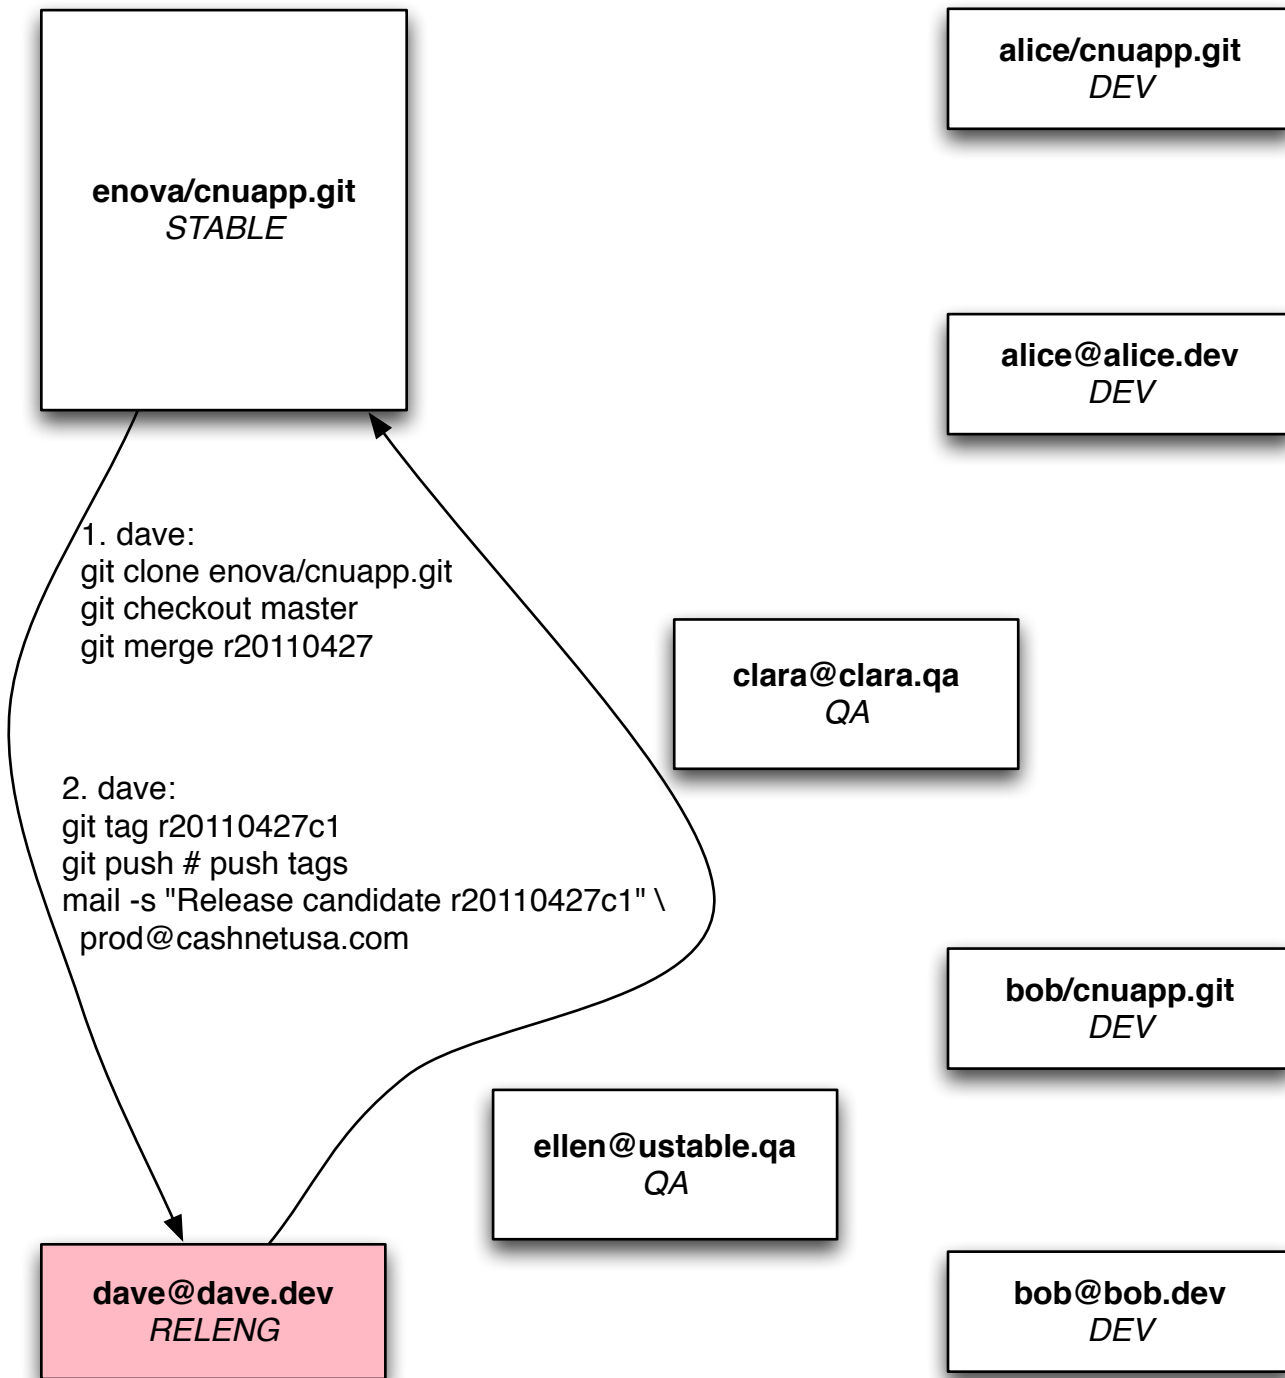 enova/cnuapp.git
STABLE
alice/cnuapp.git
DEV
alice@alice.dev
DEV
1. dave:
git clone enova/cnuapp.git
git checkout master
git merge r20110427
clara@clara.qa
QA
2. dave:
git tag r20110427c1
git push # push tags
mail -s "Release candidate r20110427c1" \
prod@cashnetusa.com
bob/cnuapp.git
DEV
ellen@ustable.qa
QA
dave@dave.dev
RELENG
bob@bob.dev
DEV